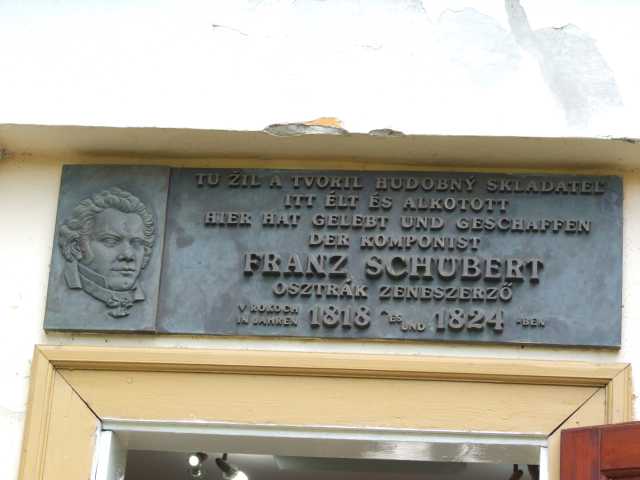 TU ŽIL A TVORIL HUDOBNÝ SKLADATEĽ
ITT ÉLT ÉS ALKOTOTT
HIER HAT GELEBT UND GESCHAFFEN
DER KOMPONIST
FRANZ SCHUBERT
OSZTRÁK ZENESZERZŐ
V ROKOCH
IN JAHREN 1818 ÉS UND 1824 -BEN